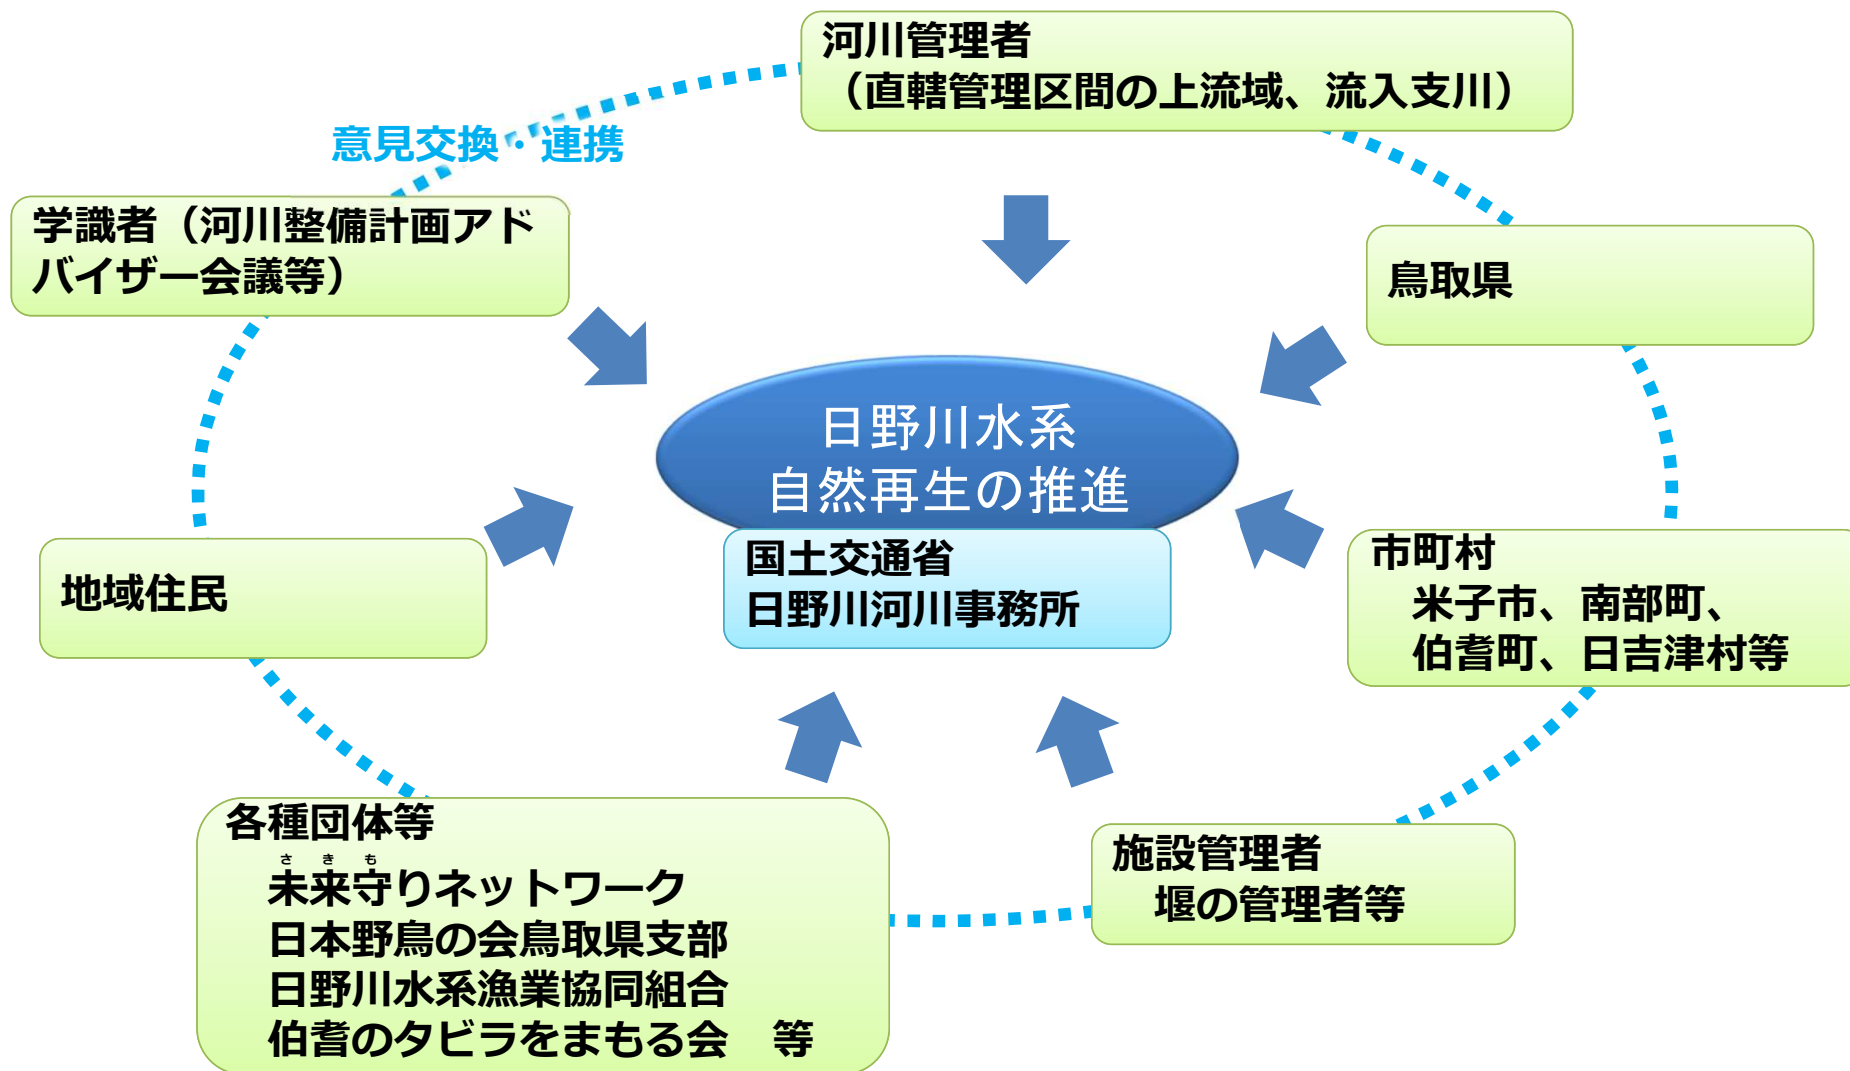 河川管理者
（直轄管理区間の上流域、流入支川）
意見交換・連携
学識者（河川整備計画アド
バイザー会議等）
鳥取県
日野川水系
自然再生の推進
国土交通省
日野川河川事務所
地域住民
市町村
米子市、南部町、
伯耆町、日吉津村等
各種団体等
さきも
未来守りネットワーク
日本野鳥の会鳥取県支部
日野川水系漁業協同組合
伯耆のタビラをまもる会　等
施設管理者
堰の管理者等